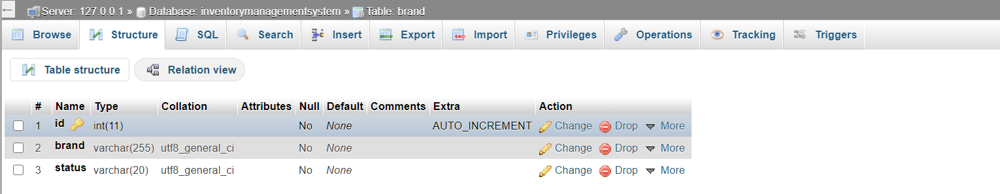 Server: 127.0.0.1 » Database: inventorymanagementsystem » Table: brand
Browse Structure SQL Search Insert Export Import Privileges Operations Tracking Triggers
Table structure Relation view
# Name Type Collation Attributes Null Default Comments Extra Action
1 id int(11) No None AUTO_INCREMENT Change Drop More
2 brand varchar(255) utf8_general_ci No None Change Drop More
3 status varchar(20) utf8_general_ci No None Change Drop More